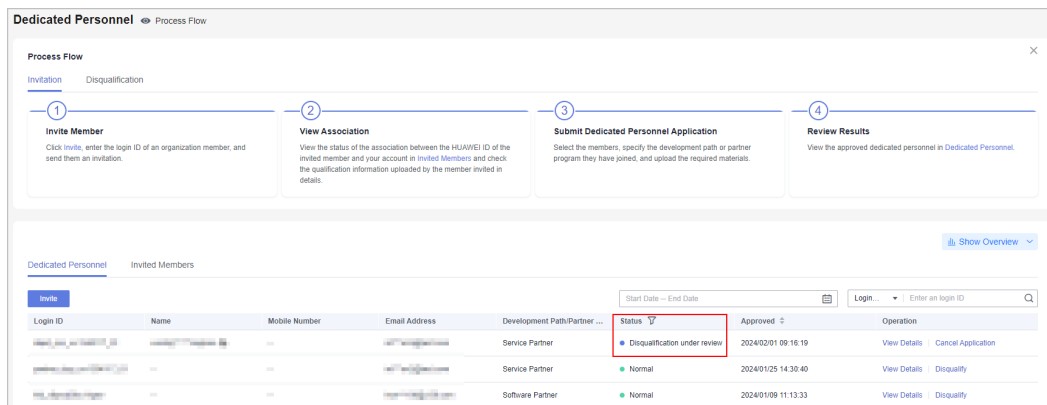 Dedicated Personnel Process Flow
Process Flow
Invitation Disqualification
1 2 3 4
Invite Member
Click Invite, enter the login ID of an organization member, and
send them an invitation.
View Association
View the status of the association between the HUAWEI ID of the
invited member and your account in Invited Members and check
the qualification information uploaded by the member invited in
details.
Submit Dedicated Personnel Application
Select the members, specify the development path or partner
program they have joined, and upload the required materials.
Review Results
View the approved dedicated personnel in Dedicated Personnel.
Show Overview
Dedicated Personnel Invited Members
Invite Start Date – End Date Login... Enter an login ID
Login ID Name Mobile Number Email Address Development Path/Partner ... Status Approved Operation
-- Service Partner Disqualification under review 2024/02/01 09:16:19 View Details Cancel Application
-- -- Service Partner Normal 2024/01/25 14:30:40 View Details Disqualify
-- -- Software Partner Normal 2024/01/09 11:13:33 View Details Disqualify